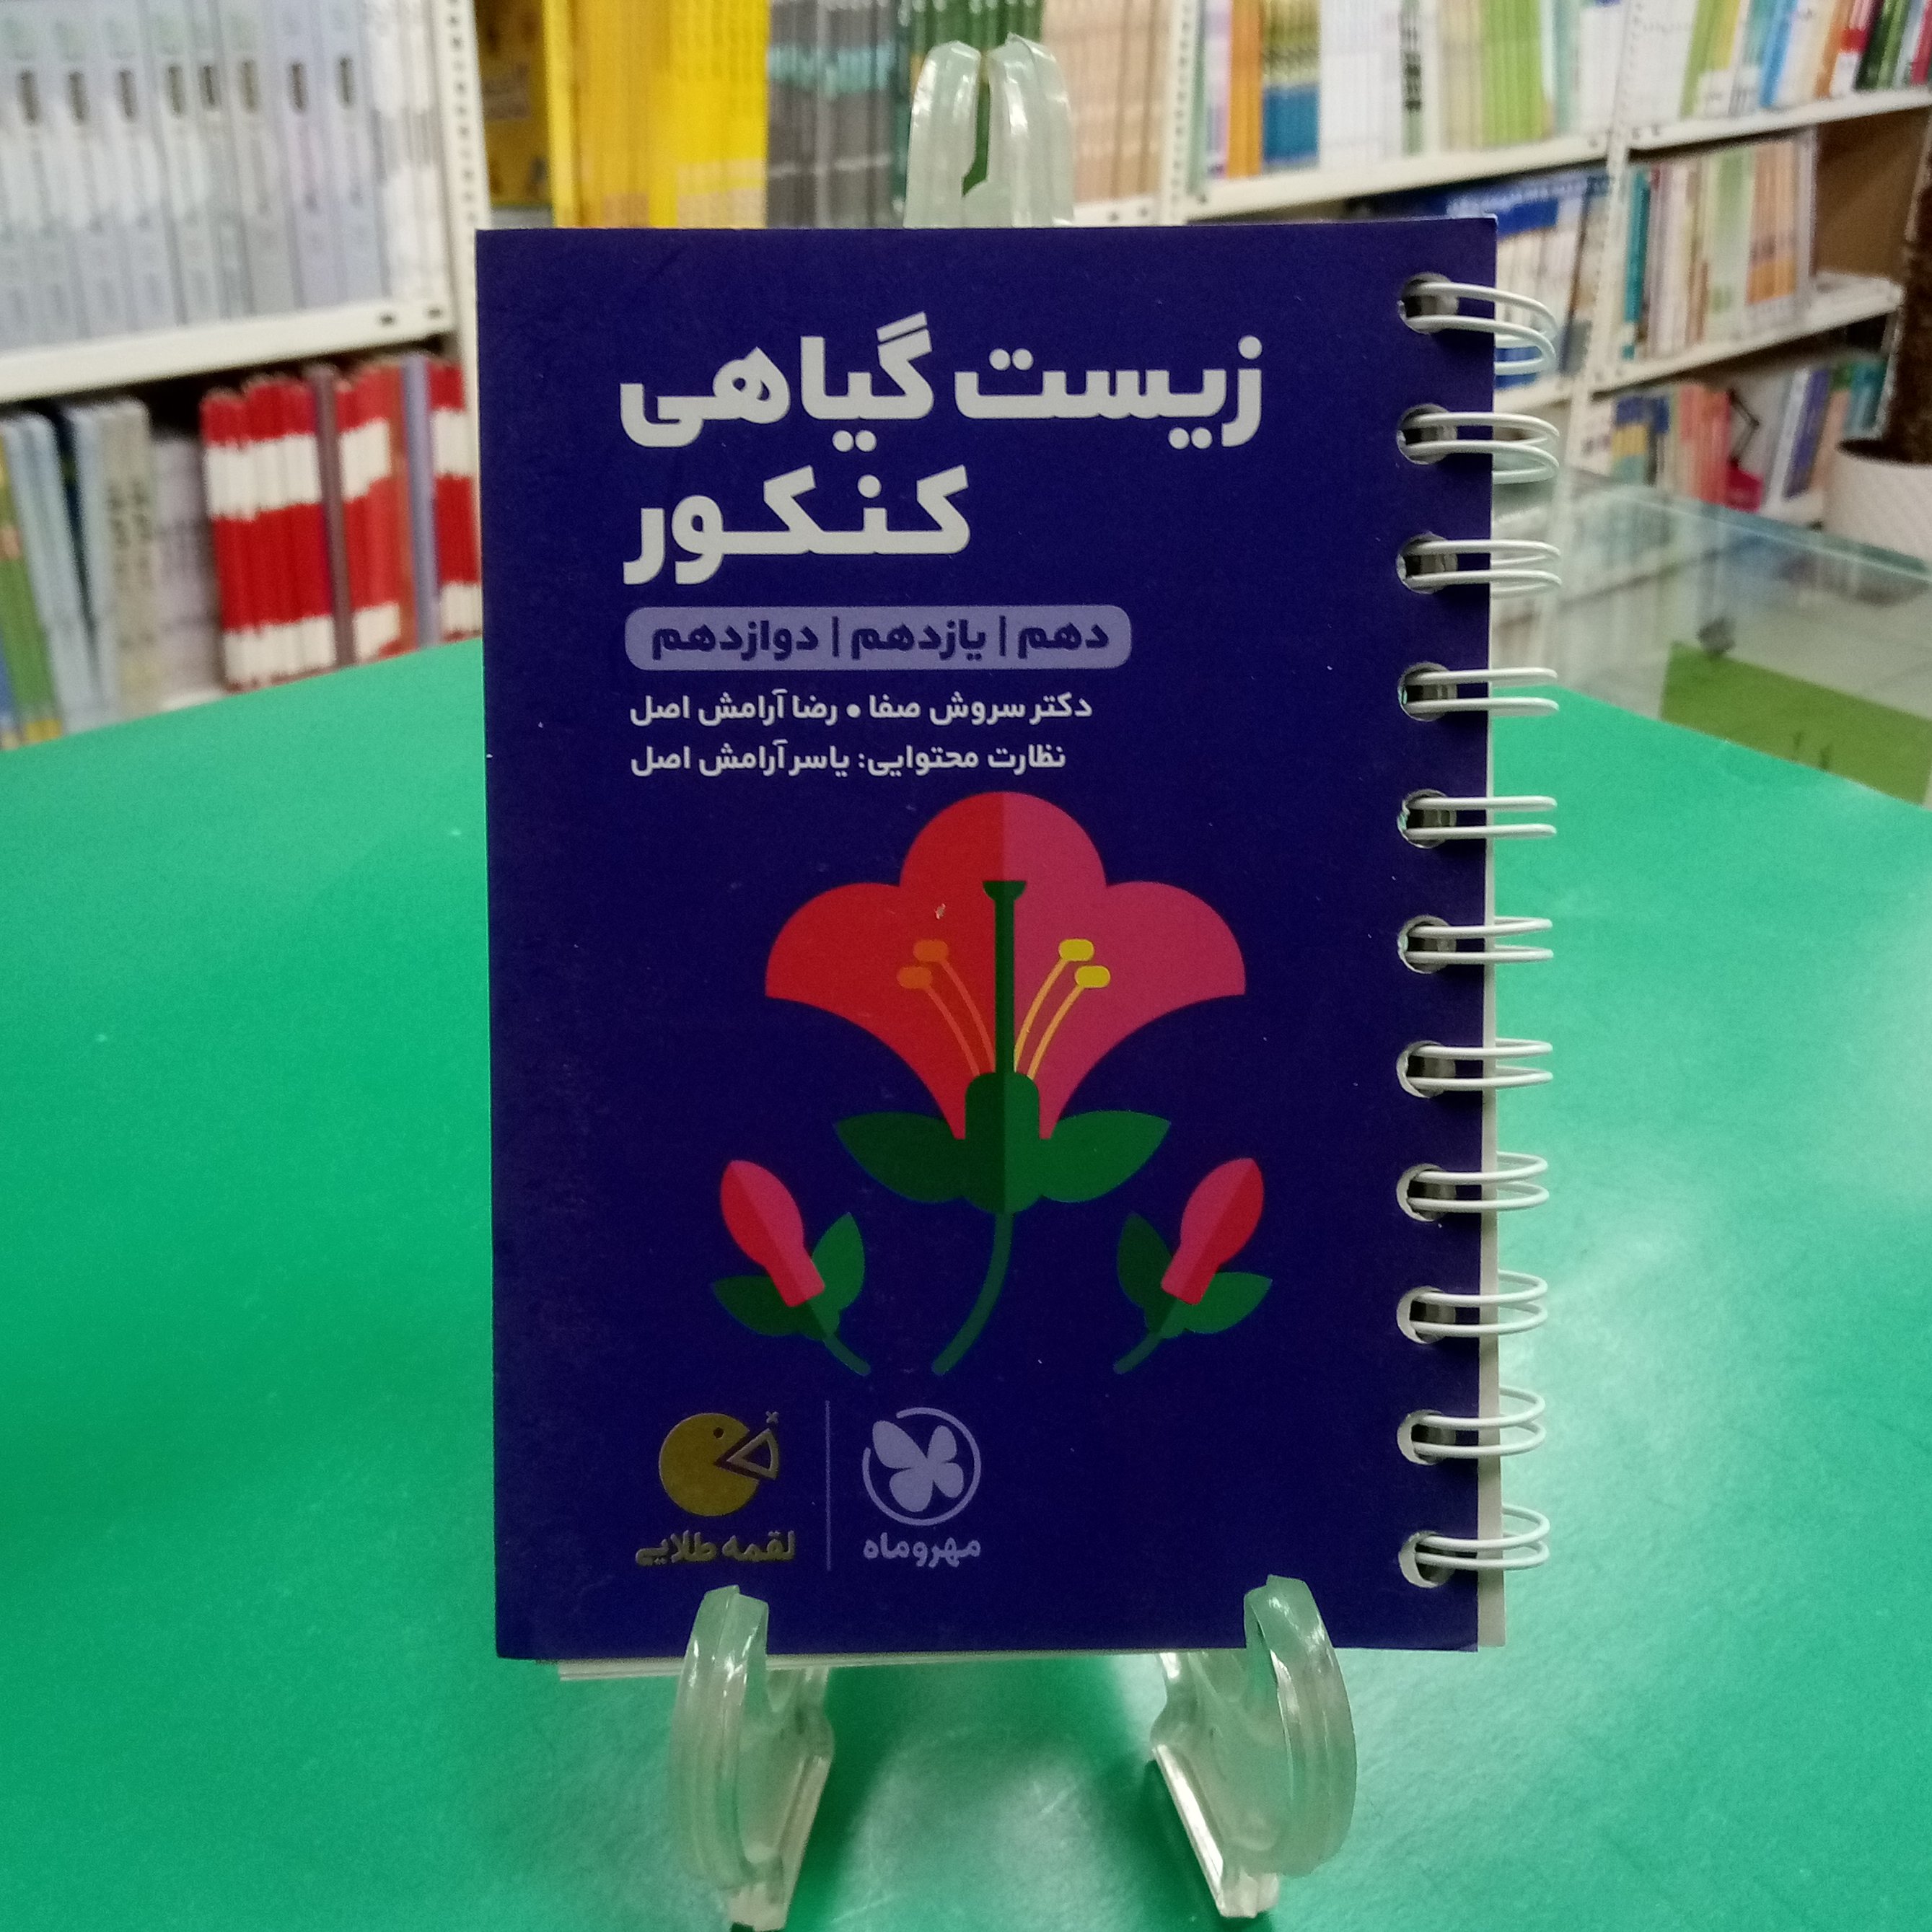 زیست گیاهی
کنکور
دهم | یازدهم | دوازدهم
دکتر سروش صفا • رضا آرامش اصل
نظارت محتوایی: یاسر آرامش اصل
مهروماه
لقمه طلایی